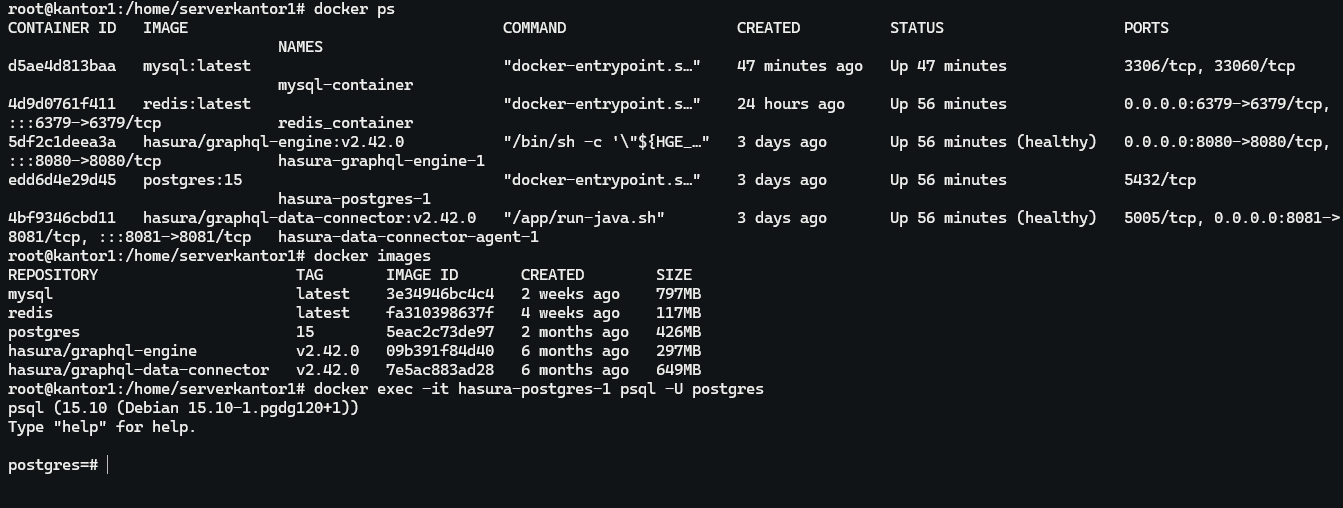 root@kantor1:/home/serverkantor1# docker ps
CONTAINER ID   IMAGE                                   COMMAND                   CREATED          STATUS                    PORTS
                              NAMES
d5ae4d813baa   mysql:latest                            "docker-entrypoint.s…"    47 minutes ago   Up 47 minutes             3306/tcp, 33060/tcp
                              mysql-container
4d9d0761f411   redis:latest                            "docker-entrypoint.s…"    24 hours ago     Up 56 minutes             0.0.0.0:6379->6379/tcp,
:::6379->6379/tcp             redis_container
5df2c1deea3a   hasura/graphql-engine:v2.42.0           "/bin/sh -c '\"${HGE_…"   3 days ago       Up 56 minutes (healthy)   0.0.0.0:8080->8080/tcp,
:::8080->8080/tcp             hasura-graphql-engine-1
edd6d4e29d45   postgres:15                             "docker-entrypoint.s…"    3 days ago       Up 56 minutes             5432/tcp
                              hasura-postgres-1
4bf9346cbd11   hasura/graphql-data-connector:v2.42.0   "/app/run-java.sh"        3 days ago       Up 56 minutes (healthy)   5005/tcp, 0.0.0.0:8081->
8081/tcp, :::8081->8081/tcp   hasura-data-connector-agent-1
root@kantor1:/home/serverkantor1# docker images
REPOSITORY                      TAG       IMAGE ID       CREATED        SIZE
mysql                           latest    3e34946bc4c4   2 weeks ago    797MB
redis                           latest    fa310398637f   4 weeks ago    117MB
postgres                        15        5eac2c73de97   2 months ago   426MB
hasura/graphql-engine           v2.42.0   09b391f84d40   6 months ago   297MB
hasura/graphql-data-connector   v2.42.0   7e5ac883ad28   6 months ago   649MB
root@kantor1:/home/serverkantor1# docker exec -it hasura-postgres-1 psql -U postgres
psql (15.10 (Debian 15.10-1.pgdg120+1))
Type "help" for help.

postgres=#